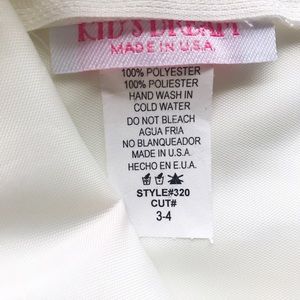 KID'S DREAM
MADE IN U.S.A.
100% POLYESTER
100% POLIESTER
HAND WASH IN
COLD WATER
DO NOT BLEACH
AGUA FRIA
NO BLANQUEADOR
MADE IN U.S.A.
HECHO EN E.U.A.
STYLE#320
CUT#
3-4